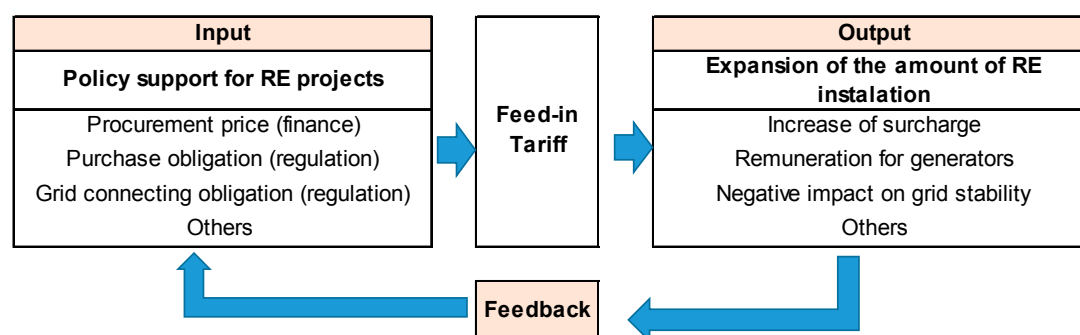 Input
Policy support for RE projects
Procurement price (finance)
Purchase obligation (regulation)
Grid connecting obligation (regulation)
Others
Feed-in
Tariff
Output
Expansion of the amount of RE
instalation
Increase of surcharge
Remuneration for generators
Negative impact on grid stability
Others
Feedback